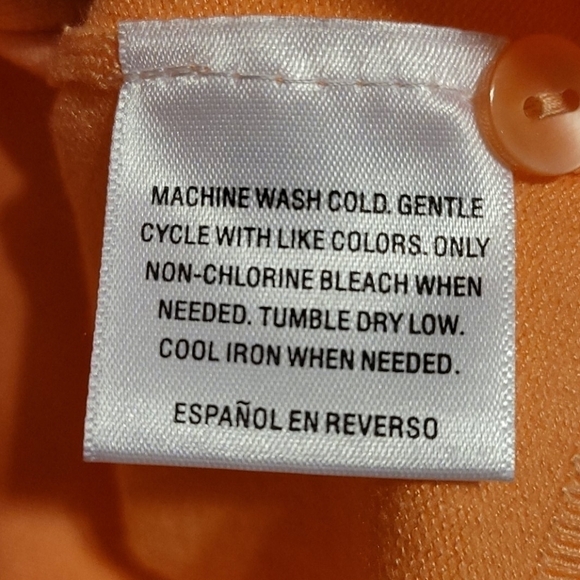 MACHINE WASH COLD. GENTLE
CYCLE WITH LIKE COLORS. ONLY
NON-CHLORINE BLEACH WHEN
NEEDED. TUMBLE DRY LOW.
COOL IRON WHEN NEEDED.
ESPAÑOL EN REVERSO